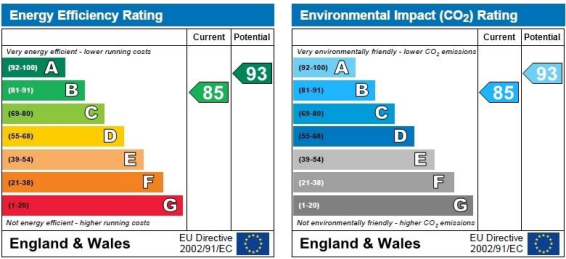 Energy Efficiency Rating
Current Potential
Very energy efficient - lower running costs
(92-100) A
(81-91) B
(69-80) C
(55-68) D
(39-54) E
(21-38) F
(1-20) G
85
93
Not energy efficient - higher running costs
England & Wales
EU Directive
2002/91/EC
Environmental Impact (CO2) Rating
Current Potential
Very environmentally friendly - lower CO2 emissions
(92-100) A
(81-91) B
(69-80) C
(55-68) D
(39-54) E
(21-38) F
(1-20) G
85
93
Not environmentally friendly - higher CO2 emissions
England & Wales
EU Directive
2002/91/EC